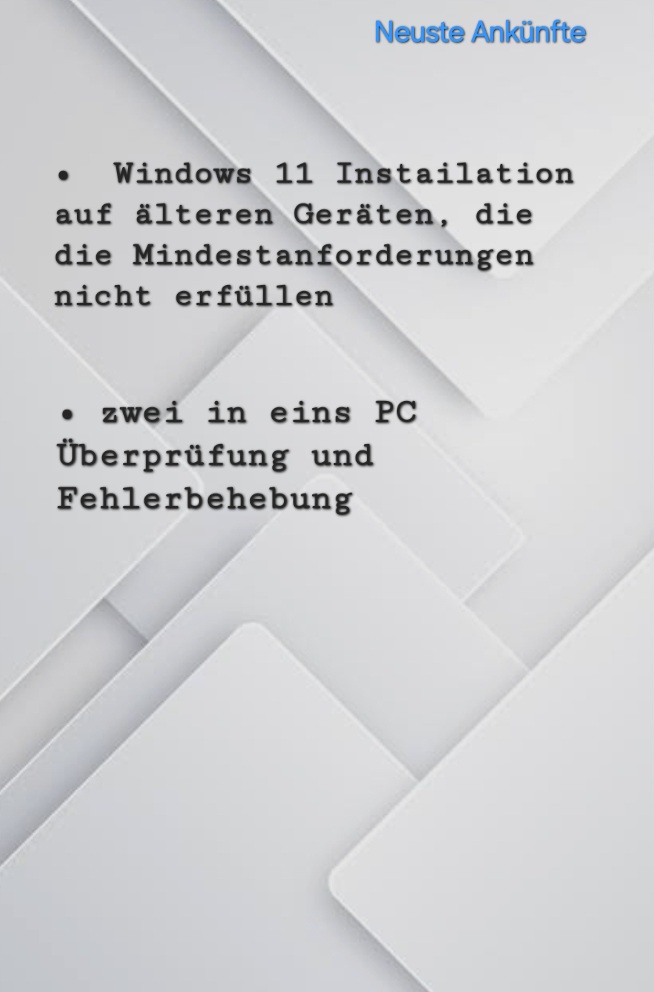 Neuste Ankünfte
• Windows 11 Instailation
auf älteren Geräten, die
die Mindestanforderungen
nicht erfüllen
• zwei in eins PC
Überprüfung und
Fehlerbehebung